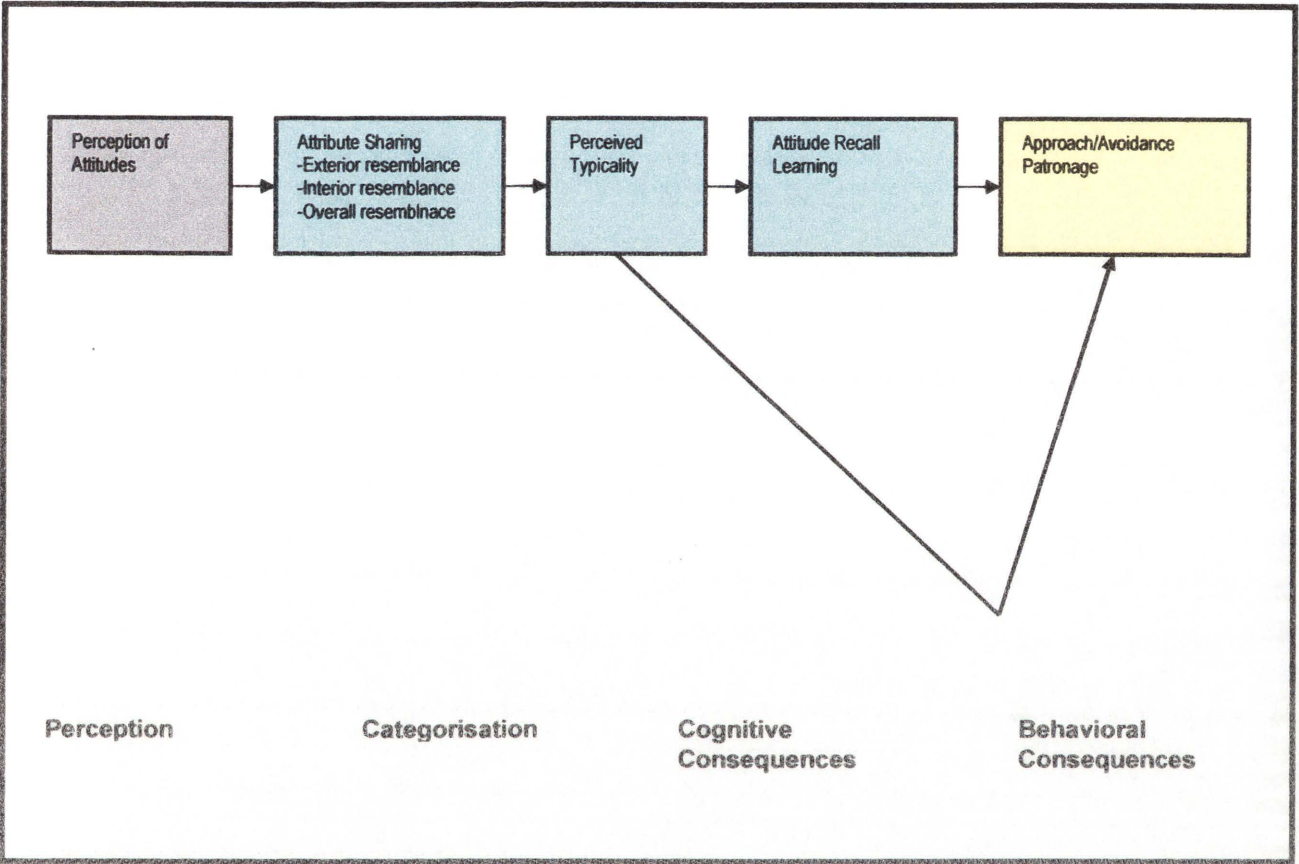 Perception of
Attitudes
Attribute Sharing
-Exterior resemblance
-Interior resemblance
-Overall resemblnace
Perceived
Typicality
Attitude Recall
Learning
Approach/Avoidance
Patronage
Perception
Categorisation
Cognitive
Consequences
Behavioral
Consequences